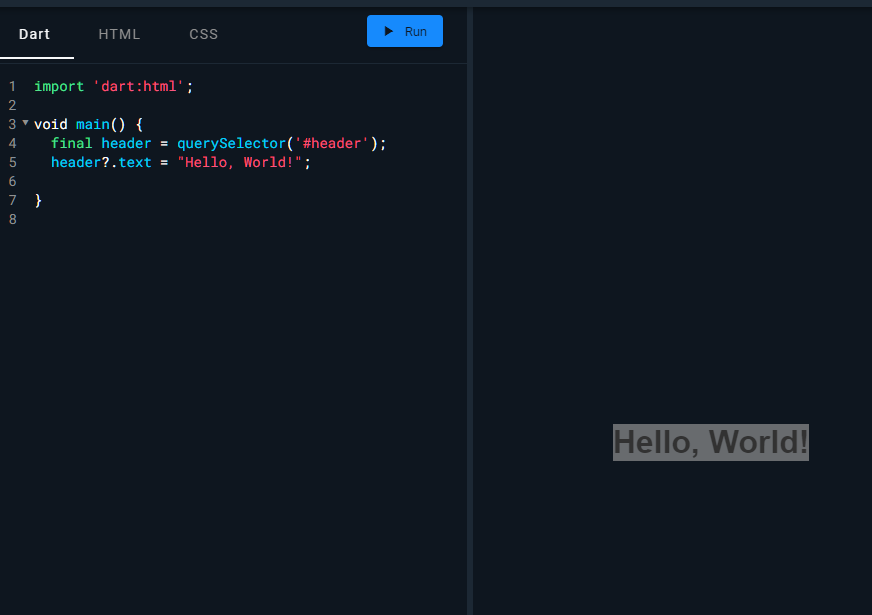 Dart HTML CSS Run
1 import 'dart:html';
2
3 void main() {
4 final header = querySelector('#header');
5 header?.text = "Hello, World!";
6
7 }
8
Hello, World!